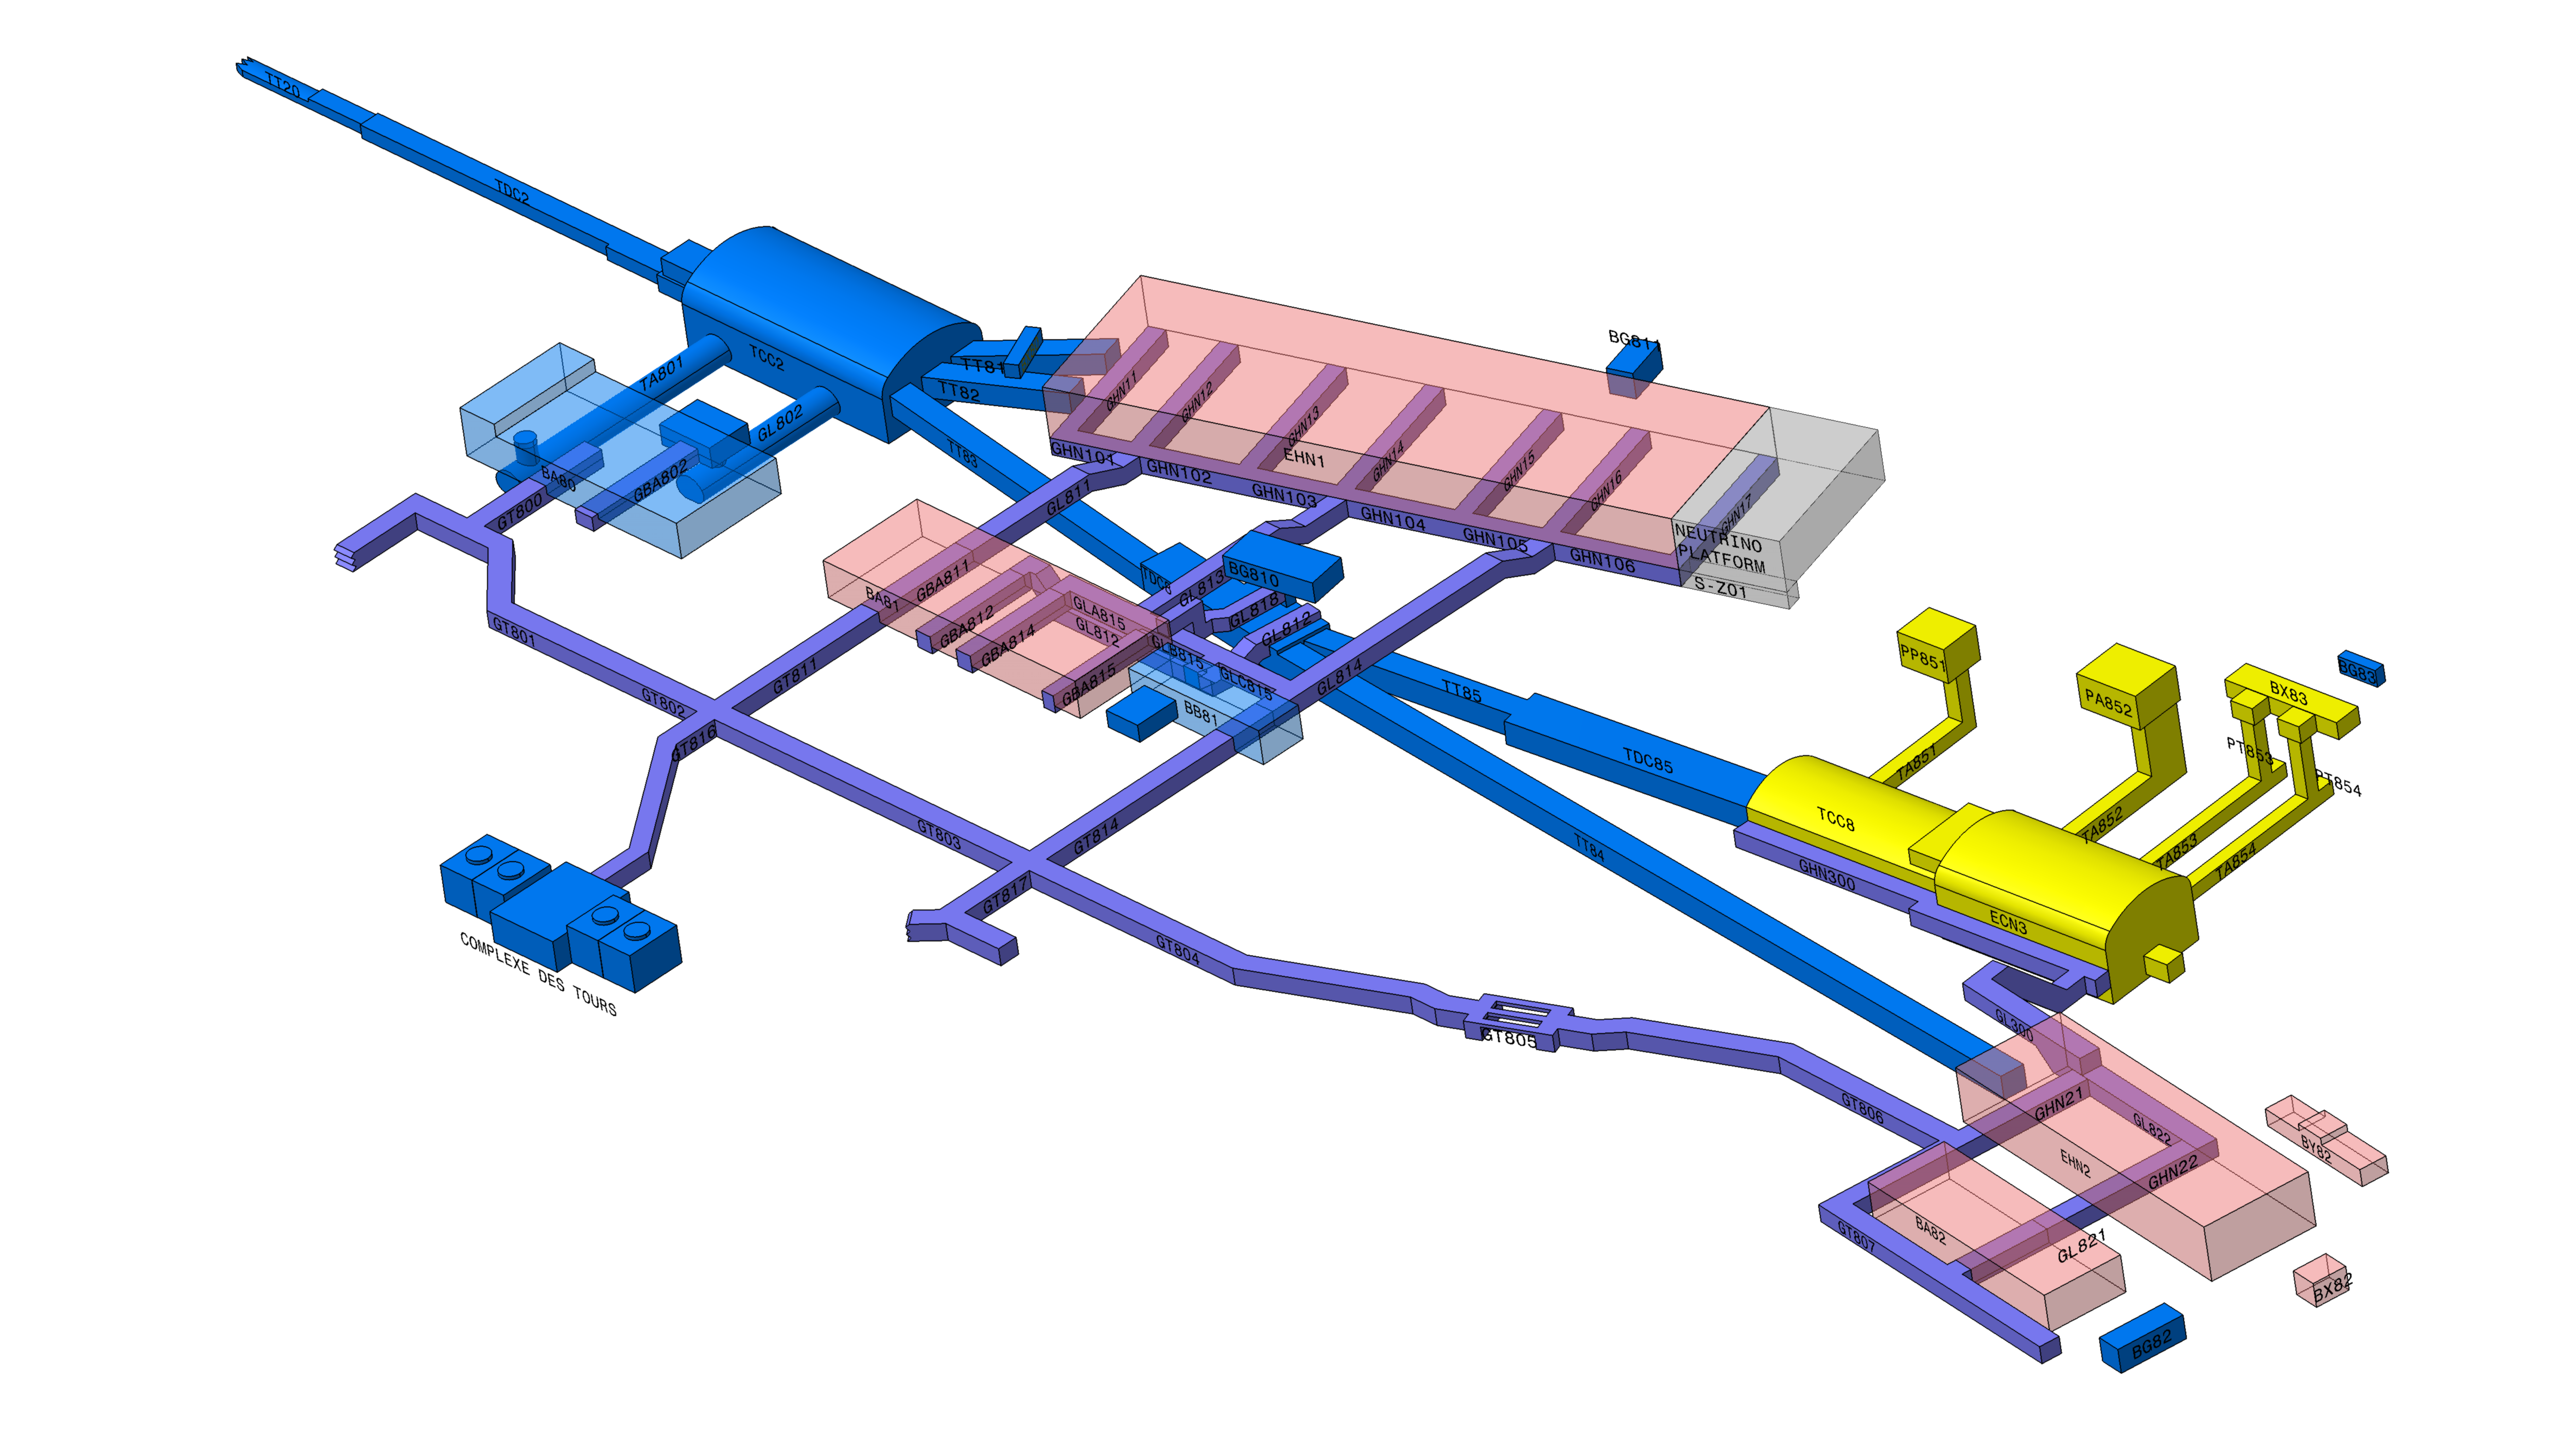 TT20
TDC2
TCC2
TA801
GL802
BA80
GBA802
GT800
TT81
TT82
TT83
GHN11
GHN12
GHN13
GHN14
GHN15
GHN16
GHN17
EHN1
GHN101
GHN102
GHN103
GHN104
GHN105
GHN106
NEUTRINO
PLATFORM
S-Z01
BG811
GL811
GBA811
BA81
GBA812
GBA814
GBA815
GLA815
GL812
GLB815
GLC815
TDC8
GL813
BG810
GL818
GL812
GL814
BB81
GT801
GT802
GT811
GT816
GT803
GT814
GT817
GT804
GT805
GT806
GT807
COMPLEXE DES TOURS
TT85
TDC85
TT84
TCC8
GHN300
ECN3
PP851
TA851
PA852
TA852
BX83
BG83
PT853
PT854
TA853
TA854
GL300
GHN21
GL822
EHN2
GHN22
BA82
GL821
BY82
BX82
BG82